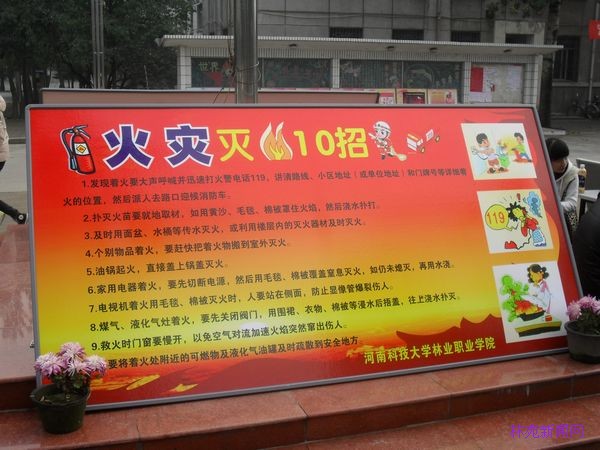 火灾灭火10招
1.发现着火要大声呼喊并迅速打火警电话119，讲清路线、小区地址（或单位地址）和门牌号等详细着
火的位置，然后派人去路口迎候消防车。
2.扑灭火苗要就地取材，如用黄沙、毛毯、棉被罩住火焰，然后浇水扑打。
3.及时用面盆、水桶等传水灭火，或利用楼层内的灭火器材及时灭火。
4.个别物品着火，要赶快把着火物搬到室外灭火。
5.油锅起火，直接盖上锅盖灭火。
6.家用电器着火，要先切断电源，然后用毛毯、棉被覆盖窒息灭火，如仍未熄灭，再用水浇。
7.电视机着火用毛毯、棉被灭火时，人要站在侧面，防止显像管爆裂伤人。
8.煤气、液化气灶着火，要先关闭阀门，用围裙、衣物、棉被等浸水后捂盖，往上浇水扑灭。
9.救火时门窗要慢开，以免空气对流加速火焰突然窜出伤人。
要将着火处附近的可燃物及液化气油罐及时疏散到安全地方。
河南科技大学林业职业学院
119